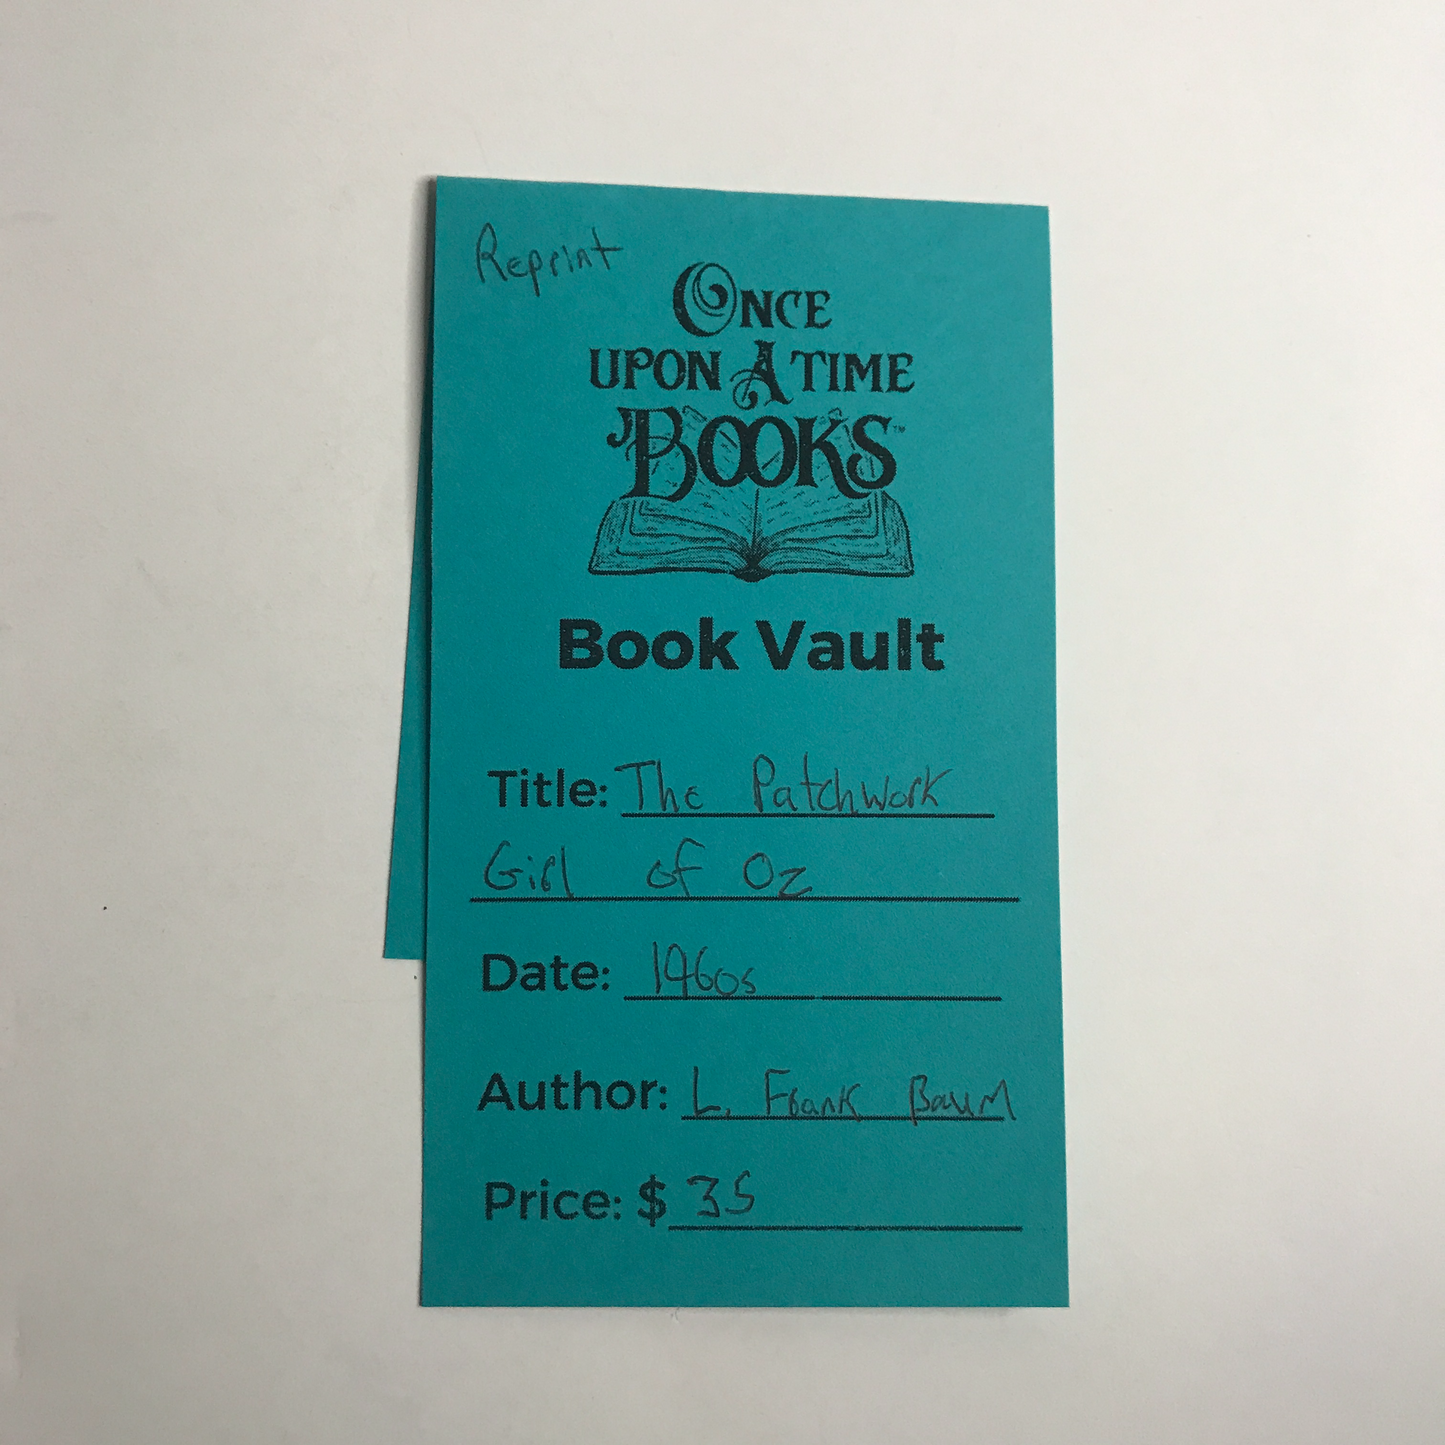 Reprint
ONCE
UPON A TIME
BOOKS™
Book Vault
Title: The Patchwork
Girl of Oz
Date: 1960s
Author: L. Frank Baum
Price: $ 35